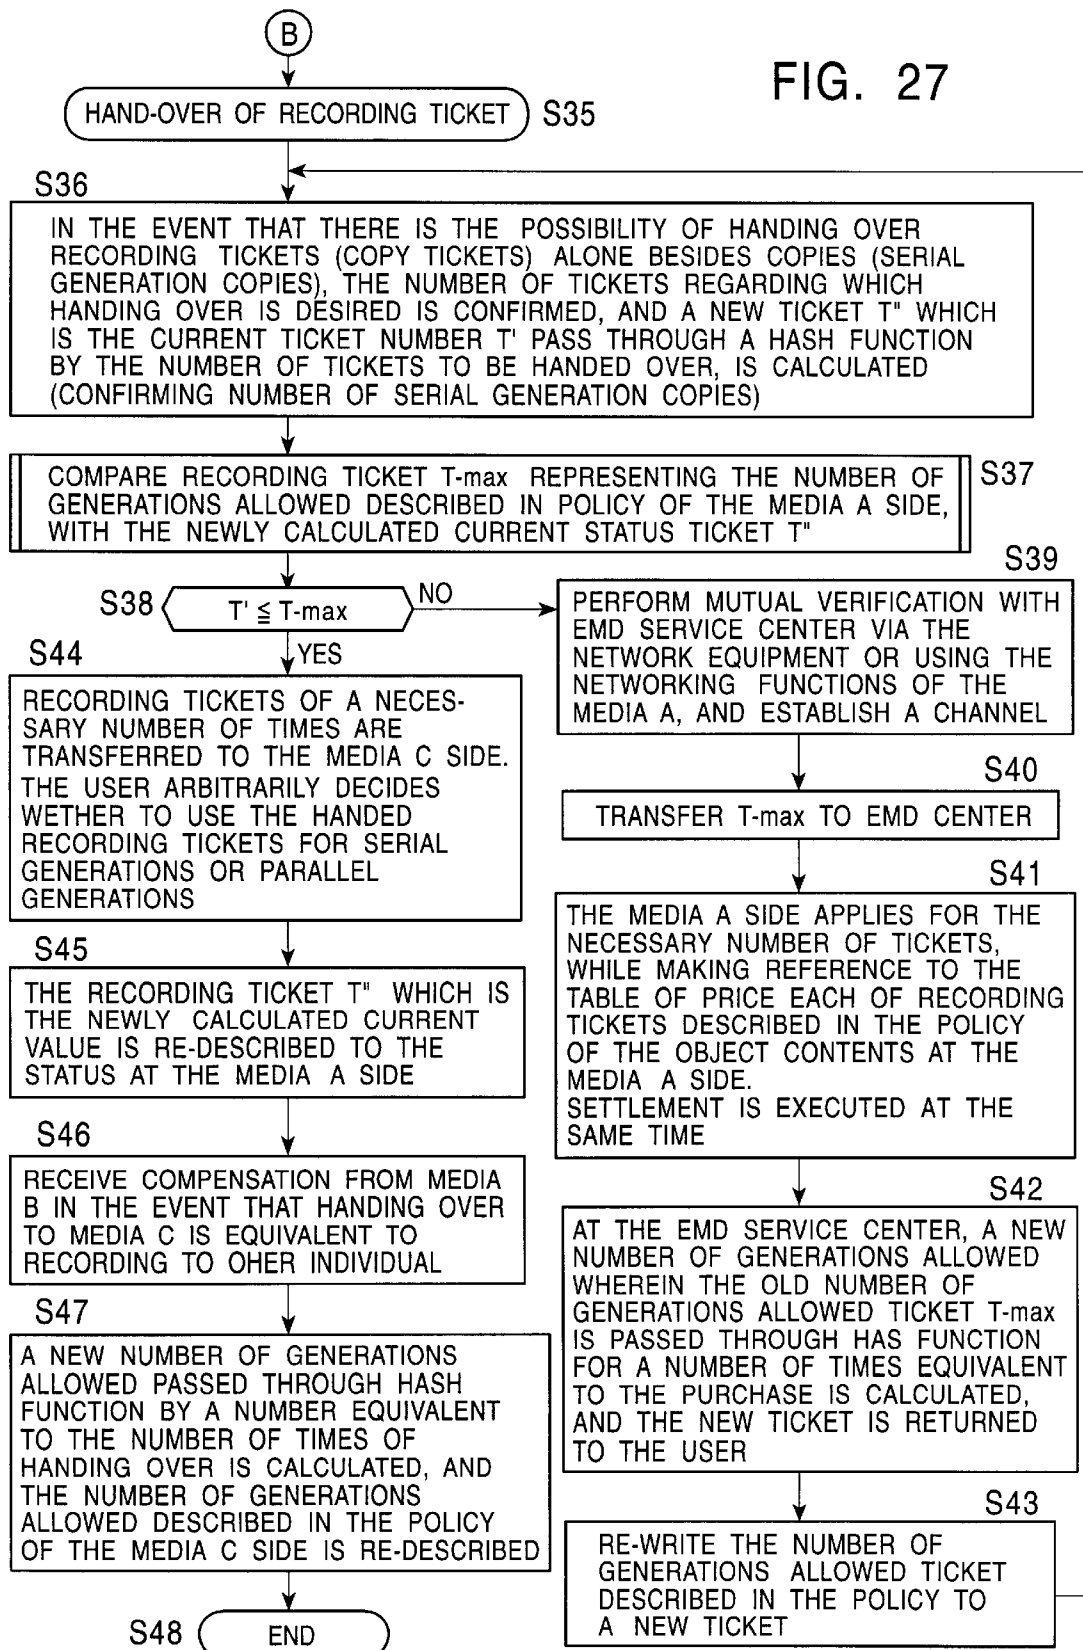 B
FIG. 27
HAND-OVER OF RECORDING TICKET
S35
S36
IN THE EVENT THAT THERE IS THE POSSIBILITY OF HANDING OVER
RECORDING TICKETS (COPY TICKETS) ALONE BESIDES COPIES (SERIAL
GENERATION COPIES), THE NUMBER OF TICKETS REGARDING WHICH
HANDING OVER IS DESIRED IS CONFIRMED, AND A NEW TICKET T" WHICH
IS THE CURRENT TICKET NUMBER T' PASS THROUGH A HASH FUNCTION
BY THE NUMBER OF TICKETS TO BE HANDED OVER, IS CALCULATED
(CONFIRMING NUMBER OF SERIAL GENERATION COPIES)
S37
COMPARE RECORDING TICKET T-max REPRESENTING THE NUMBER OF
GENERATIONS ALLOWED DESCRIBED IN POLICY OF THE MEDIA A SIDE,
WITH THE NEWLY CALCULATED CURRENT STATUS TICKET T"
S38
T' ≦ T-max
NO
YES
S44
RECORDING TICKETS OF A NECES-
SARY NUMBER OF TIMES ARE
TRANSFERRED TO THE MEDIA C SIDE.
THE USER ARBITRARILY DECIDES
WETHER TO USE THE HANDED
RECORDING TICKETS FOR SERIAL
GENERATIONS OR PARALLEL
GENERATIONS
S45
THE RECORDING TICKET T" WHICH IS
THE NEWLY CALCULATED CURRENT
VALUE IS RE-DESCRIBED TO THE
STATUS AT THE MEDIA A SIDE
S46
RECEIVE COMPENSATION FROM MEDIA
B IN THE EVENT THAT HANDING OVER
TO MEDIA C IS EQUIVALENT TO
RECORDING TO OHER INDIVIDUAL
S47
A NEW NUMBER OF GENERATIONS
ALLOWED PASSED THROUGH HASH
FUNCTION BY A NUMBER EQUIVALENT
TO THE NUMBER OF TIMES OF
HANDING OVER IS CALCULATED, AND
THE NUMBER OF GENERATIONS
ALLOWED DESCRIBED IN THE POLICY
OF THE MEDIA C SIDE IS RE-DESCRIBED
S48
END
S39
PERFORM MUTUAL VERIFICATION WITH
EMD SERVICE CENTER VIA THE
NETWORK EQUIPMENT OR USING THE
NETWORKING FUNCTIONS OF THE
MEDIA A, AND ESTABLISH A CHANNEL
S40
TRANSFER T-max TO EMD CENTER
S41
THE MEDIA A SIDE APPLIES FOR THE
NECESSARY NUMBER OF TICKETS,
WHILE MAKING REFERENCE TO THE
TABLE OF PRICE EACH OF RECORDING
TICKETS DESCRIBED IN THE POLICY
OF THE OBJECT CONTENTS AT THE
MEDIA A SIDE.
SETTLEMENT IS EXECUTED AT THE
SAME TIME
S42
AT THE EMD SERVICE CENTER, A NEW
NUMBER OF GENERATIONS ALLOWED
WHEREIN THE OLD NUMBER OF
GENERATIONS ALLOWED TICKET T-max
IS PASSED THROUGH HAS FUNCTION
FOR A NUMBER OF TIMES EQUIVALENT
TO THE PURCHASE IS CALCULATED,
AND THE NEW TICKET IS RETURNED
TO THE USER
S43
RE-WRITE THE NUMBER OF
GENERATIONS ALLOWED TICKET
DESCRIBED IN THE POLICY TO
A NEW TICKET